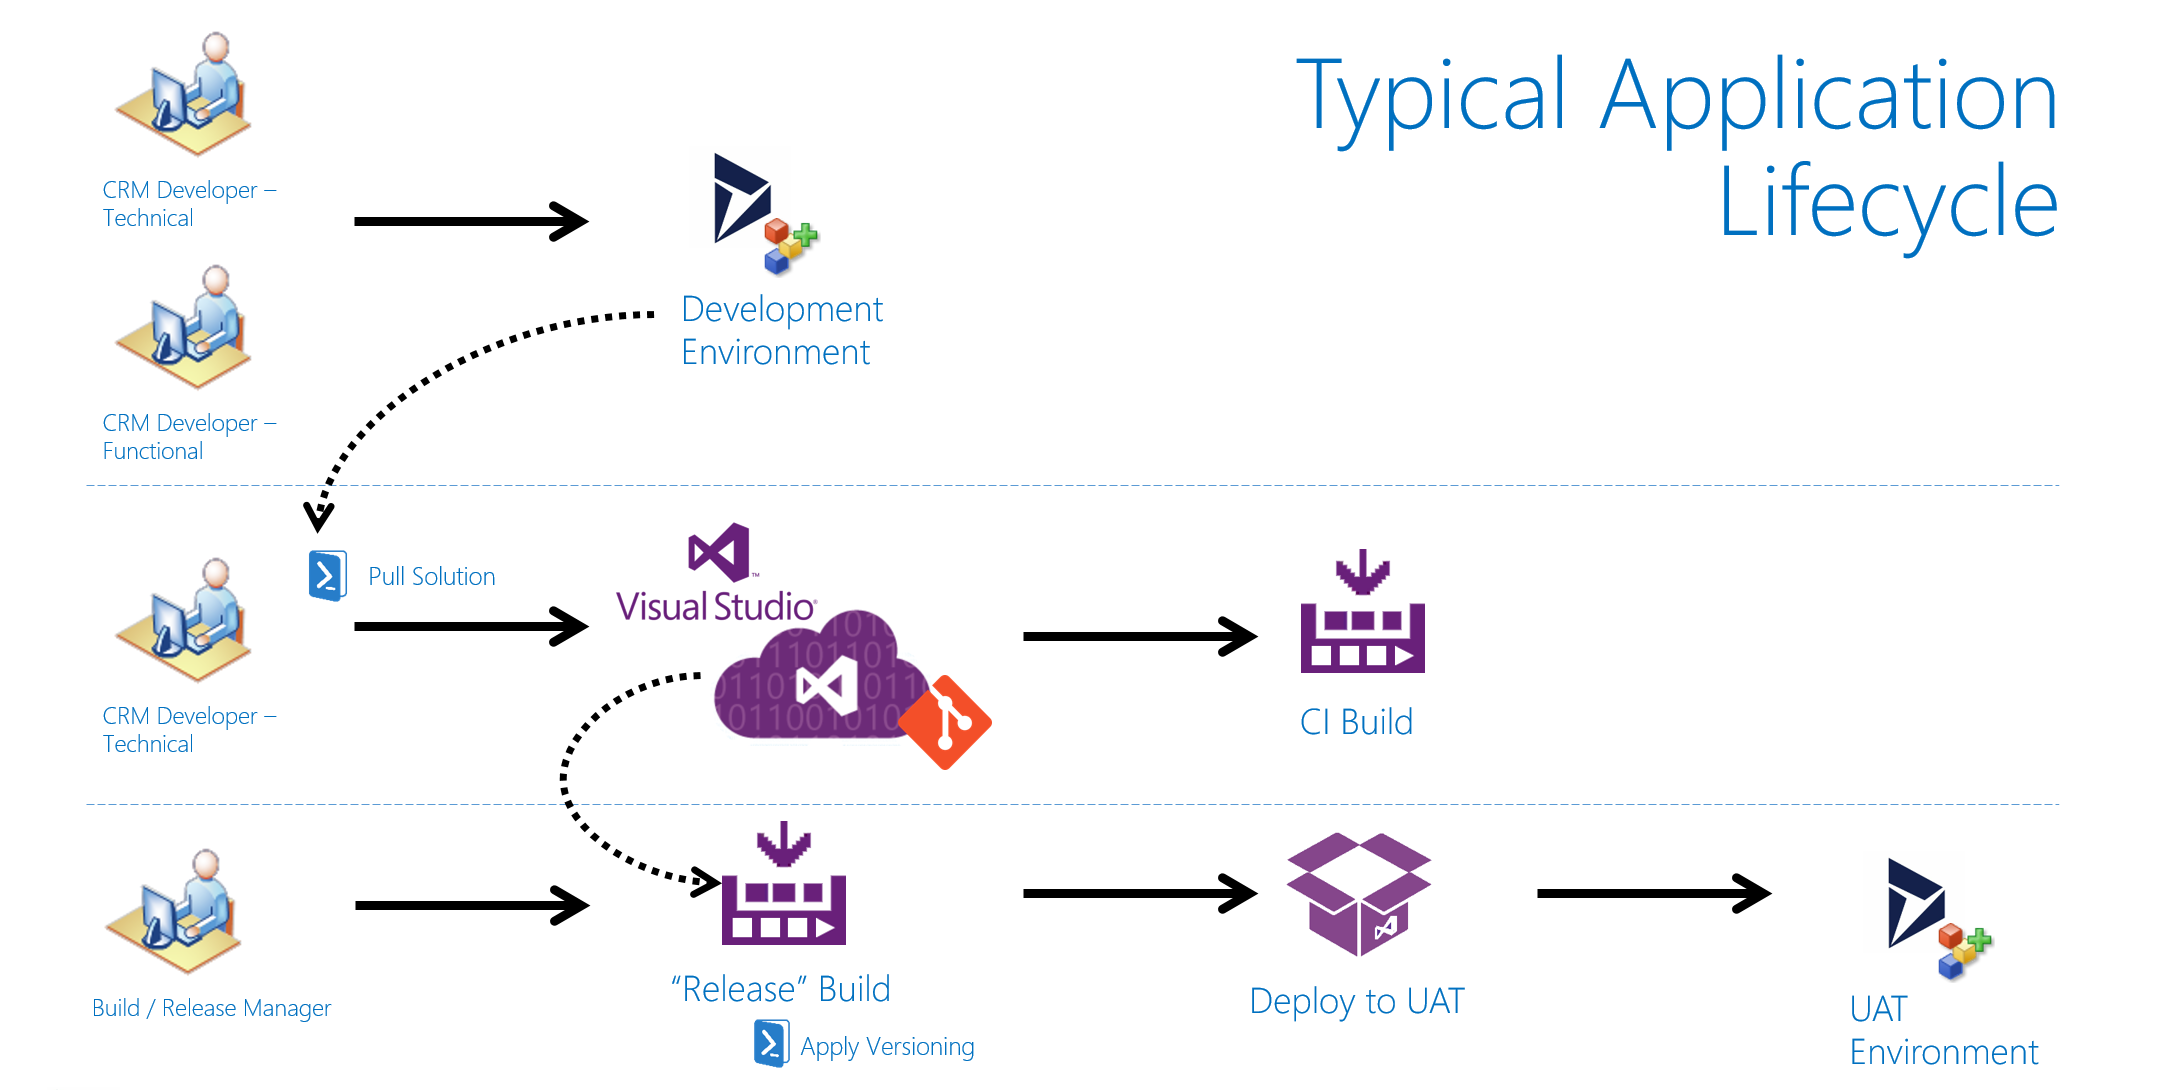 Typical Application
Lifecycle
CRM Developer –
Technical
Development
Environment
CRM Developer –
Functional
Pull Solution
Visual Studio®
CRM Developer –
Technical
CI Build
Build / Release Manager
“Release” Build
Apply Versioning
Deploy to UAT
UAT
Environment